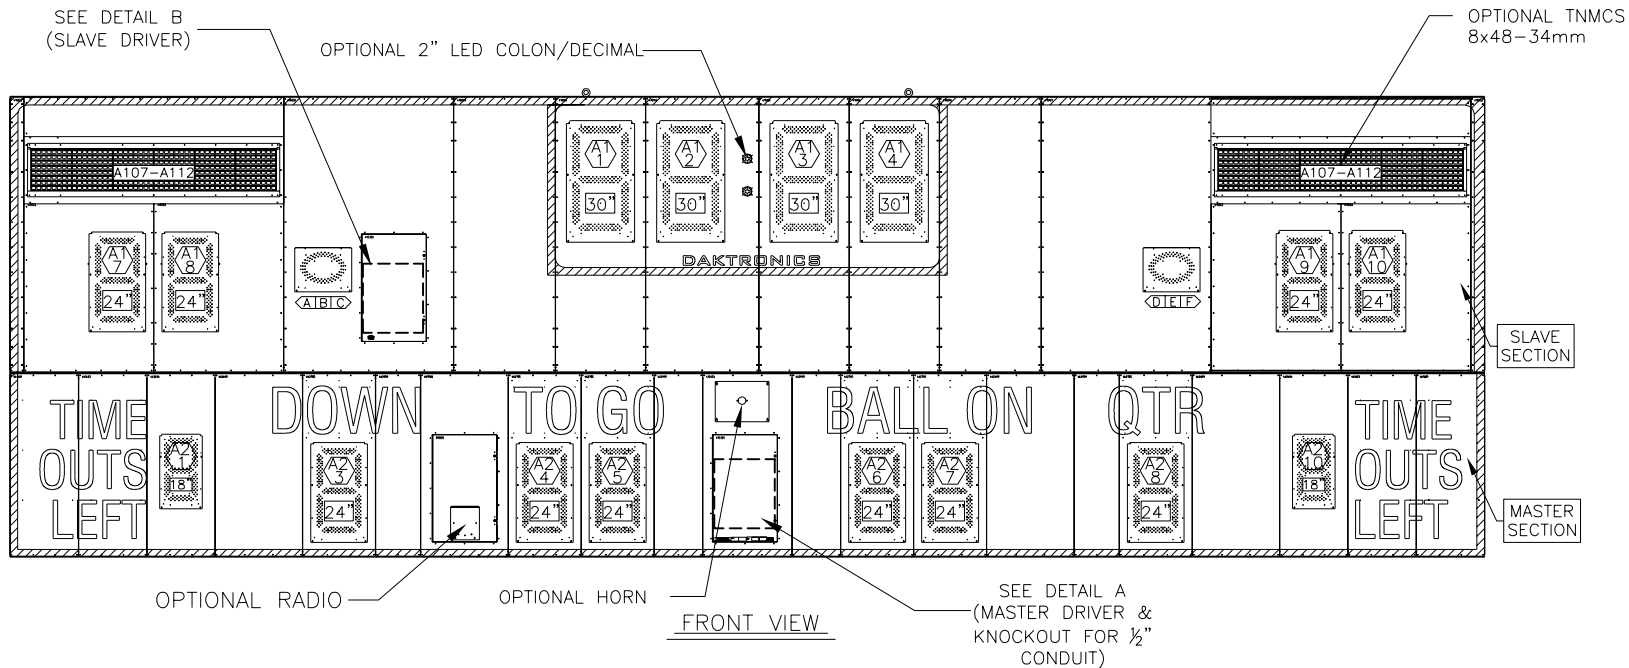 SEE DETAIL B
(SLAVE DRIVER)
OPTIONAL 2” LED COLON/DECIMAL
OPTIONAL TNMCS
8x48-34mm
A1
1
30”
A1
2
30”
A1
3
30”
A1
4
30”
A107-A112
A107-A112
DAKTRONICS
A1
7
24”
A1
8
24”
A|B|C
D|E|F
A1
9
24”
A1
10
24”
SLAVE
SECTION
TIME
OUTS
LEFT
DOWN
TO GO
BALL ON
QTR
TIME
OUTS
LEFT
A2
1
18”
A2
3
24”
A2
4
24”
A2
5
24”
A2
6
24”
A2
7
24”
A2
8
24”
A2
10
18”
MASTER
SECTION
OPTIONAL RADIO
OPTIONAL HORN
FRONT VIEW
SEE DETAIL A
(MASTER DRIVER &
KNOCKOUT FOR ½”
CONDUIT)